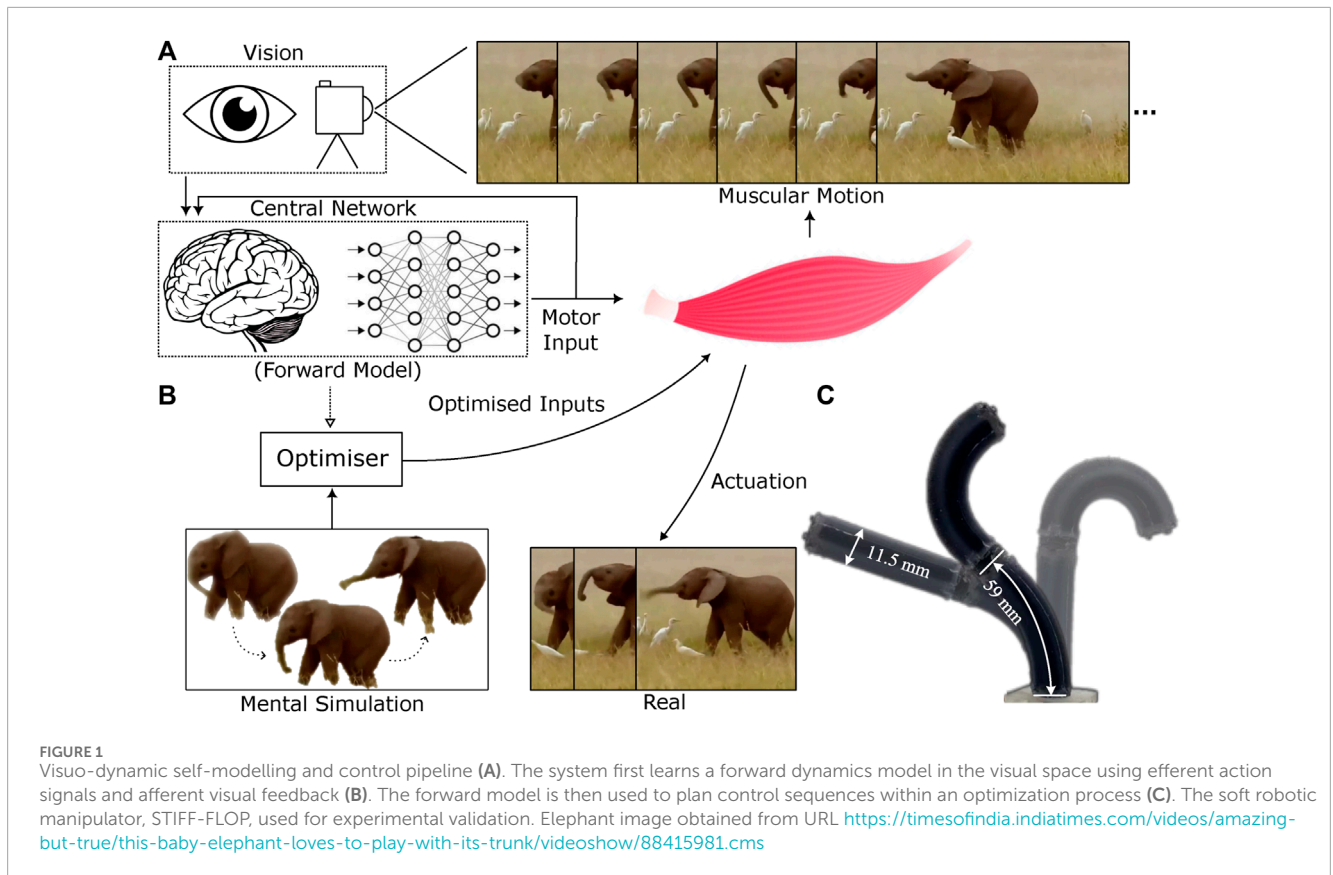 A
Vision
...
Muscular Motion
Central Network
Motor
Input
(Forward Model)
B
Optimised Inputs
C
Optimiser
Actuation
11.5 mm
59 mm
Mental Simulation
Real
FIGURE 1
Visuo-dynamic self-modelling and control pipeline (A). The system first learns a forward dynamics model in the visual space using efferent action
signals and afferent visual feedback (B). The forward model is then used to plan control sequences within an optimization process (C). The soft robotic
manipulator, STIFF-FLOP, used for experimental validation. Elephant image obtained from URL https://timesofindia.indiatimes.com/videos/amazing-
but-true/this-baby-elephant-loves-to-play-with-its-trunk/videoshow/88415981.cms